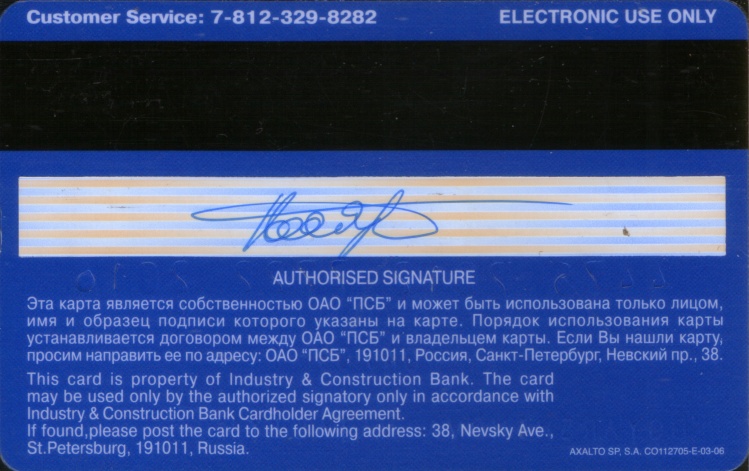 Customer Service: 7-812-329-8282
ELECTRONIC USE ONLY
AUTHORISED SIGNATURE
Эта карта является собственностью ОАО "ПСБ" и может быть использована только лицом,
имя и образец подписи которого указаны на карте. Порядок использования карты
устанавливается договором между ОАО "ПСБ" и владельцем карты. Если Вы нашли карту,
просим направить ее по адресу: ОАО "ПСБ", 191011, Россия, Санкт-Петербург, Невский пр., 38.
This card is property of Industry & Construction Bank. The card
may be used only by the authorized signatory only in accordance with
Industry & Construction Bank Cardholder Agreement.
If found,please post the card to the following address: 38, Nevsky Ave.,
St.Petersburg, 191011, Russia.
AXALTO SP, S.A. CO112705-E-03-06